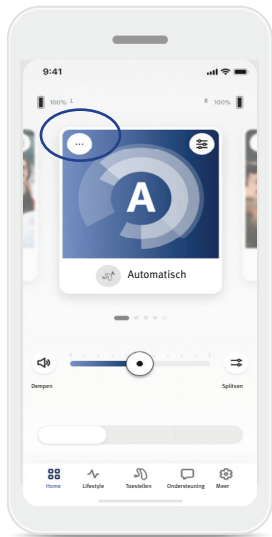 9:41
100% L R 100%
...
A
Automatisch
Dempen Splitsen
Home Lifestyle Toestellen Ondersteuning Meer